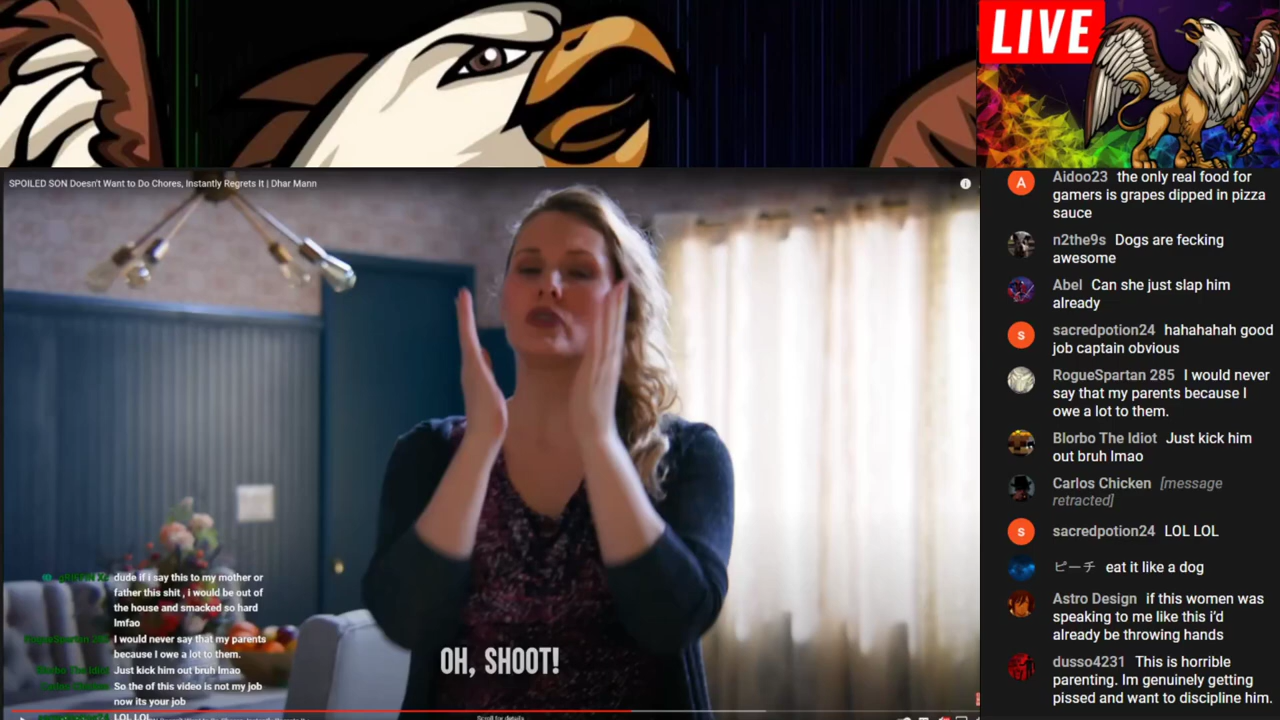 LIVE
SPOILED SON Doesn't Want to Do Chores, Instantly Regrets It | Dhar Mann
Aidoo23 the only real food for
gamers is grapes dipped in pizza
sauce
n2the9s Dogs are fecking
awesome
Abel Can she just slap him
already
sacredpotion24 hahahahah good
job captain obvious
RogueSpartan 285 I would never
say that my parents because I
owe a lot to them.
Blorbo The Idiot Just kick him
out bruh lmao
Carlos Chicken [message
retracted]
sacredpotion24 LOL LOL
ピーチ eat it like a dog
Astro Design if this women was
speaking to me like this i'd
already be throwing hands
dusso4231 This is horrible
parenting. Im genuinely getting
pissed and want to discipline him.
dude if i say this to my mother or
father this shit , i would be out of
the house and smacked so hard
lmfao
RogueSpartan 285 I would never say that my parents
because I owe a lot to them.
Blorbo The Idiot Just kick him out bruh lmao
So the of this video is not my job
now its your job
LOL LOL
OH, SHOOT!
Scroll for details